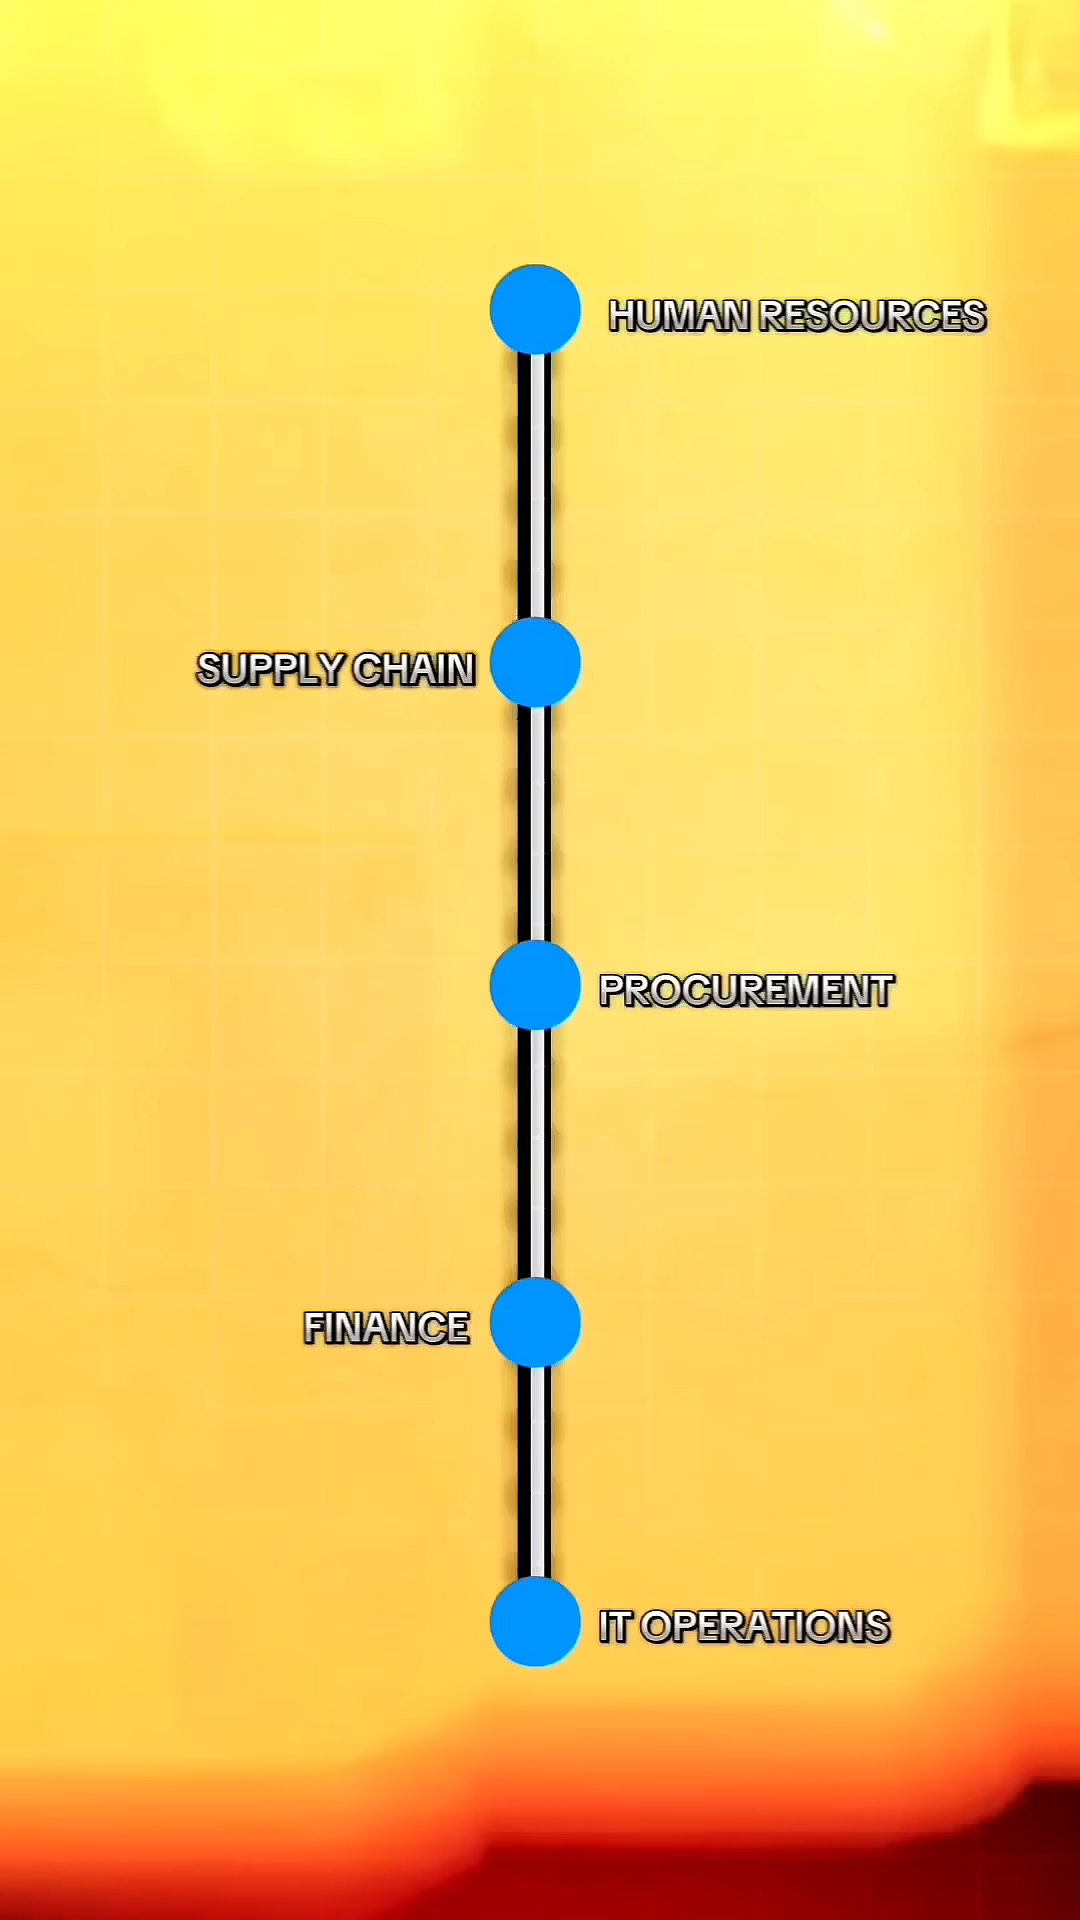 HUMAN RESOURCES
SUPPLY CHAIN
PROCUREMENT
FINANCE
IT OPERATIONS